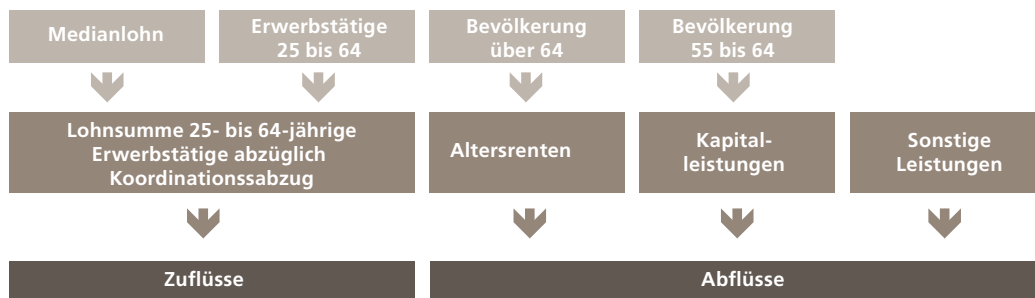 Medianlohn
Erwerbstätige
25 bis 64
Bevölkerung
über 64
Bevölkerung
55 bis 64
Lohnsumme 25- bis 64-jährige
Erwerbstätige abzüglich
Koordinationssabzug
Altersrenten
Kapital-
leistungen
Sonstige
Leistungen
Zuflüsse
Abflüsse